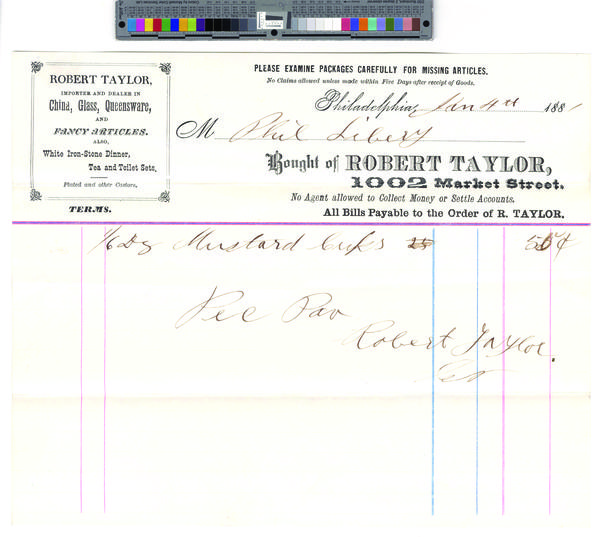 ROBERT TAYLOR,
IMPORTER AND DEALER IN
China, Glass, Queensware,
AND
FANCY ARTICLES.
ALSO,
White Iron-Stone Dinner,
Tea and Toilet Sets.
Plated and other Castors.
TERMS.
PLEASE EXAMINE PACKAGES CAREFULLY FOR MISSING ARTICLES.
No Claims allowed unless made within Five Days after receipt of Goods.
Philadelphia, Jan 4th 1881
M Phil Libery
Bought of ROBERT TAYLOR,
1002 Market Street.
No Agent allowed to Collect Money or Settle Accounts.
All Bills Payable to the Order of R. TAYLOR.
1/6 Dz Mustard Cups 25 50 ¢
Rec Pay
Robert Taylor.